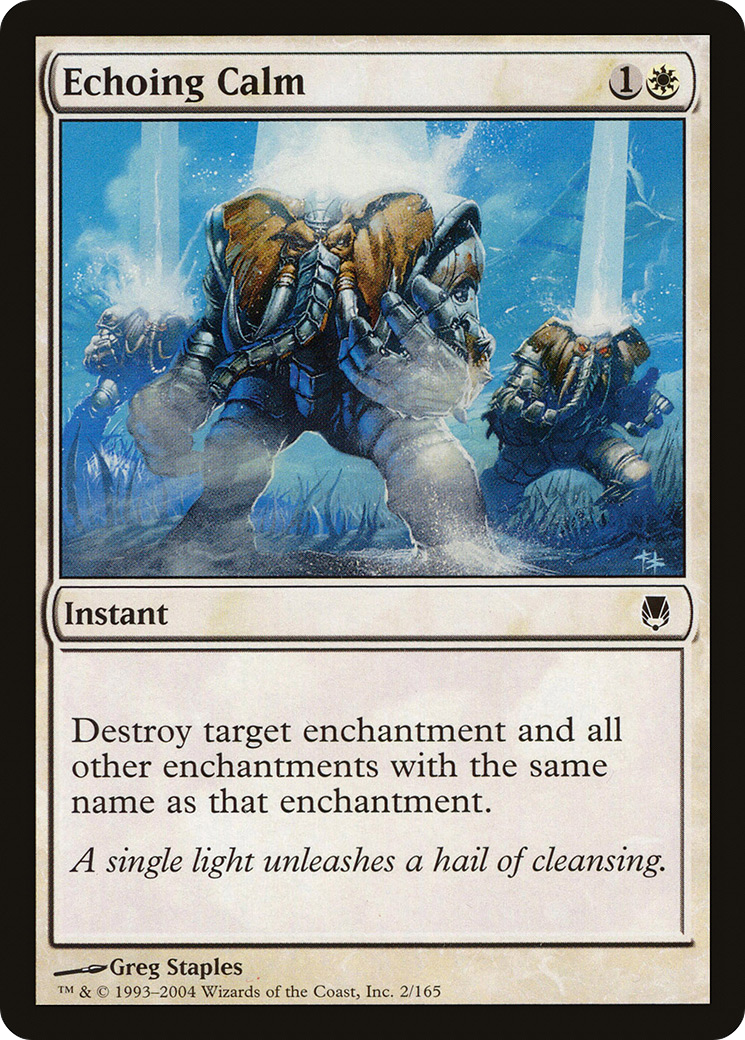 Echoing Calm
1
Instant
Destroy target enchantment and all
other enchantments with the same
name as that enchantment.
A single light unleashes a hail of cleansing.
Greg Staples
™ & © 1993–2004 Wizards of the Coast, Inc. 2/165